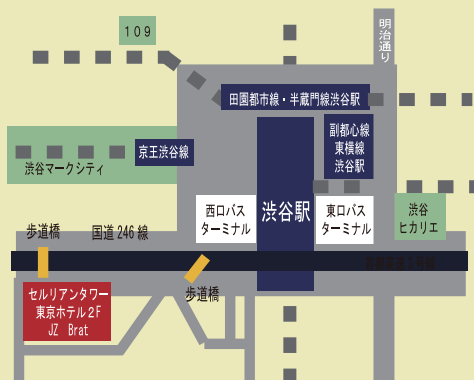 109
明治通り
田園都市線・半蔵門線渋谷駅
副都心線
東横線
渋谷駅
京王渋谷線
渋谷マークシティ
西口バス
ターミナル
渋谷駅
東口バス
ターミナル
渋谷
ヒカリエ
歩道橋
国道246線
歩道橋
セルリアンタワー
東京ホテル2F
JZ Brat